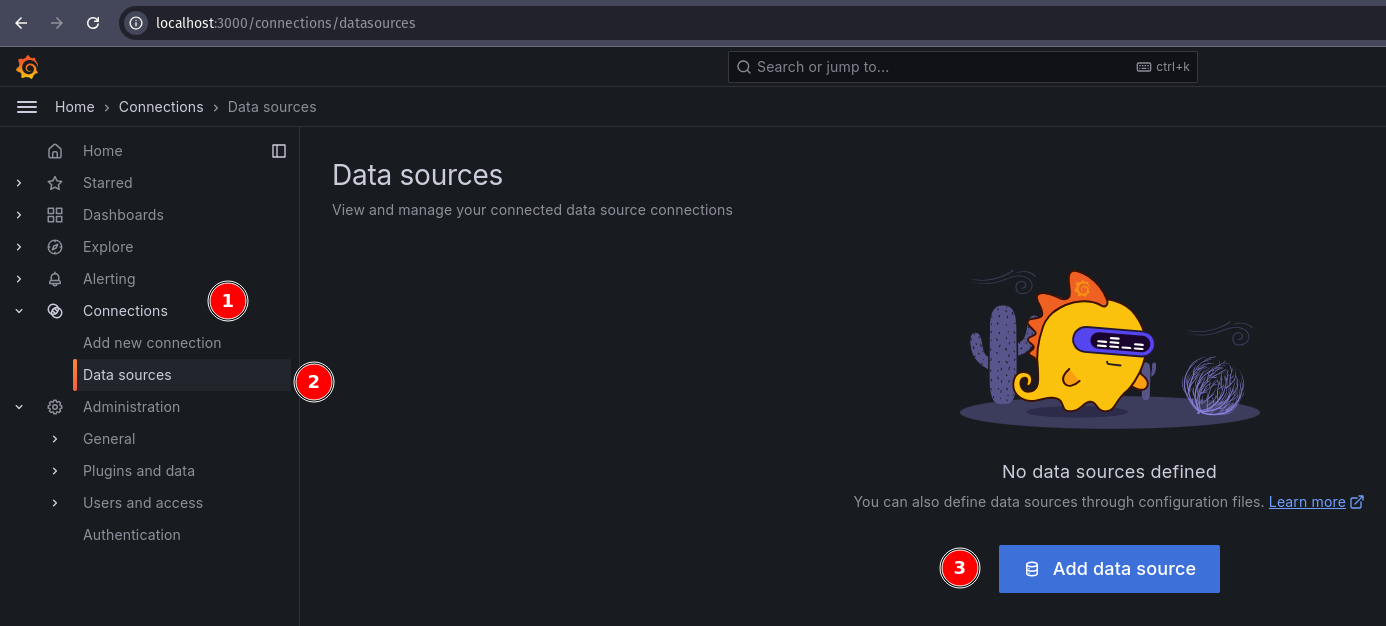 localhost:3000/connections/datasources
Search or jump to...
ctrl+k
Home › Connections › Data sources
Home
Starred
Dashboards
Explore
Alerting
Connections
1
Add new connection
Data sources
2
Administration
General
Plugins and data
Users and access
Authentication
Data sources
View and manage your connected data source connections
No data sources defined
You can also define data sources through configuration files. Learn more
3
Add data source